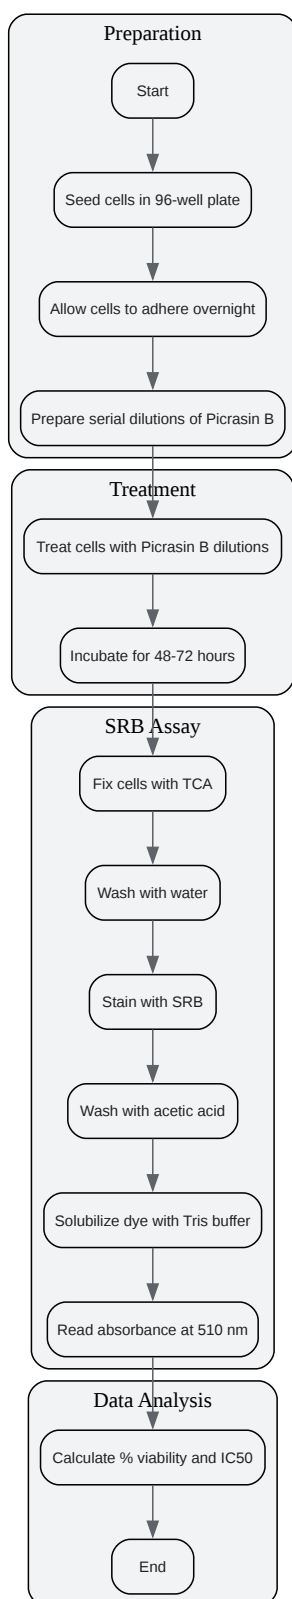 Preparation
Start
Seed cells in 96-well plate
Allow cells to adhere overnight
Prepare serial dilutions of Picrasin B
Treatment
Treat cells with Picrasin B dilutions
Incubate for 48-72 hours
SRB Assay
Fix cells with TCA
Wash with water
Stain with SRB
Wash with acetic acid
Solubilize dye with Tris buffer
Read absorbance at 510 nm
Data Analysis
Calculate % viability and IC50
End